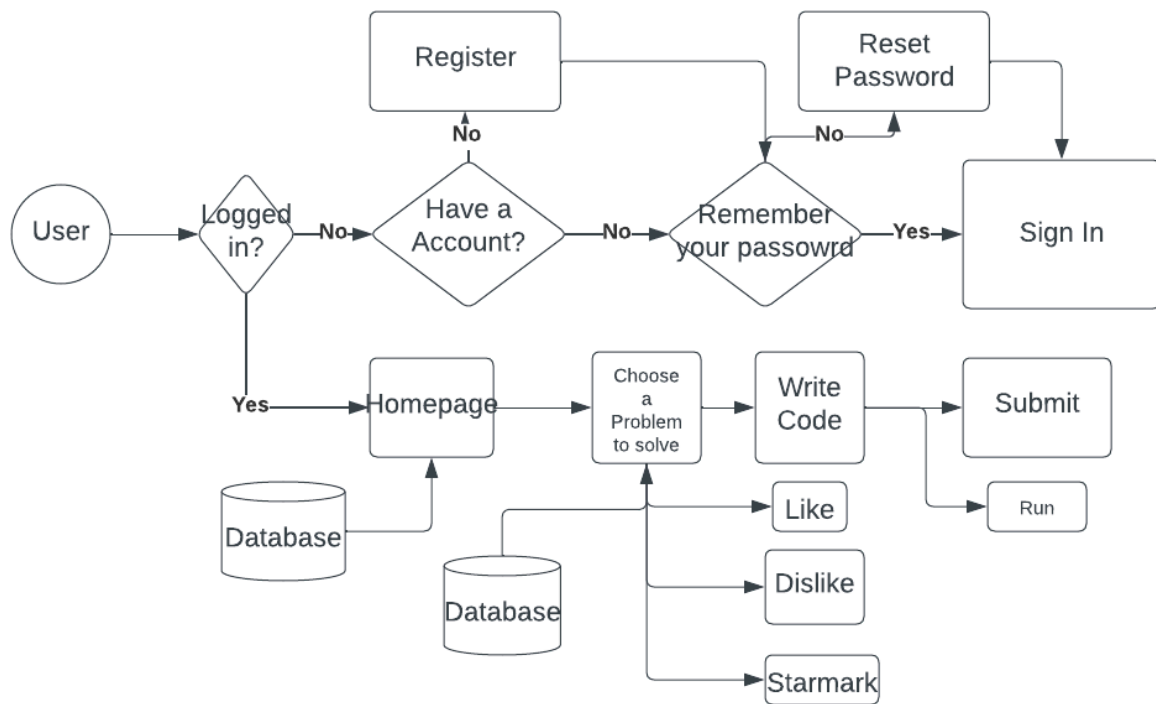 Register
Reset
Password
No
No
User
Logged
in?
No
Have a
Account?
No
Remember
your passowrd
Yes
Sign In
Yes
Homepage
Choose
a
Problem
to solve
Write
Code
Submit
Database
Like
Run
Database
Dislike
Starmark